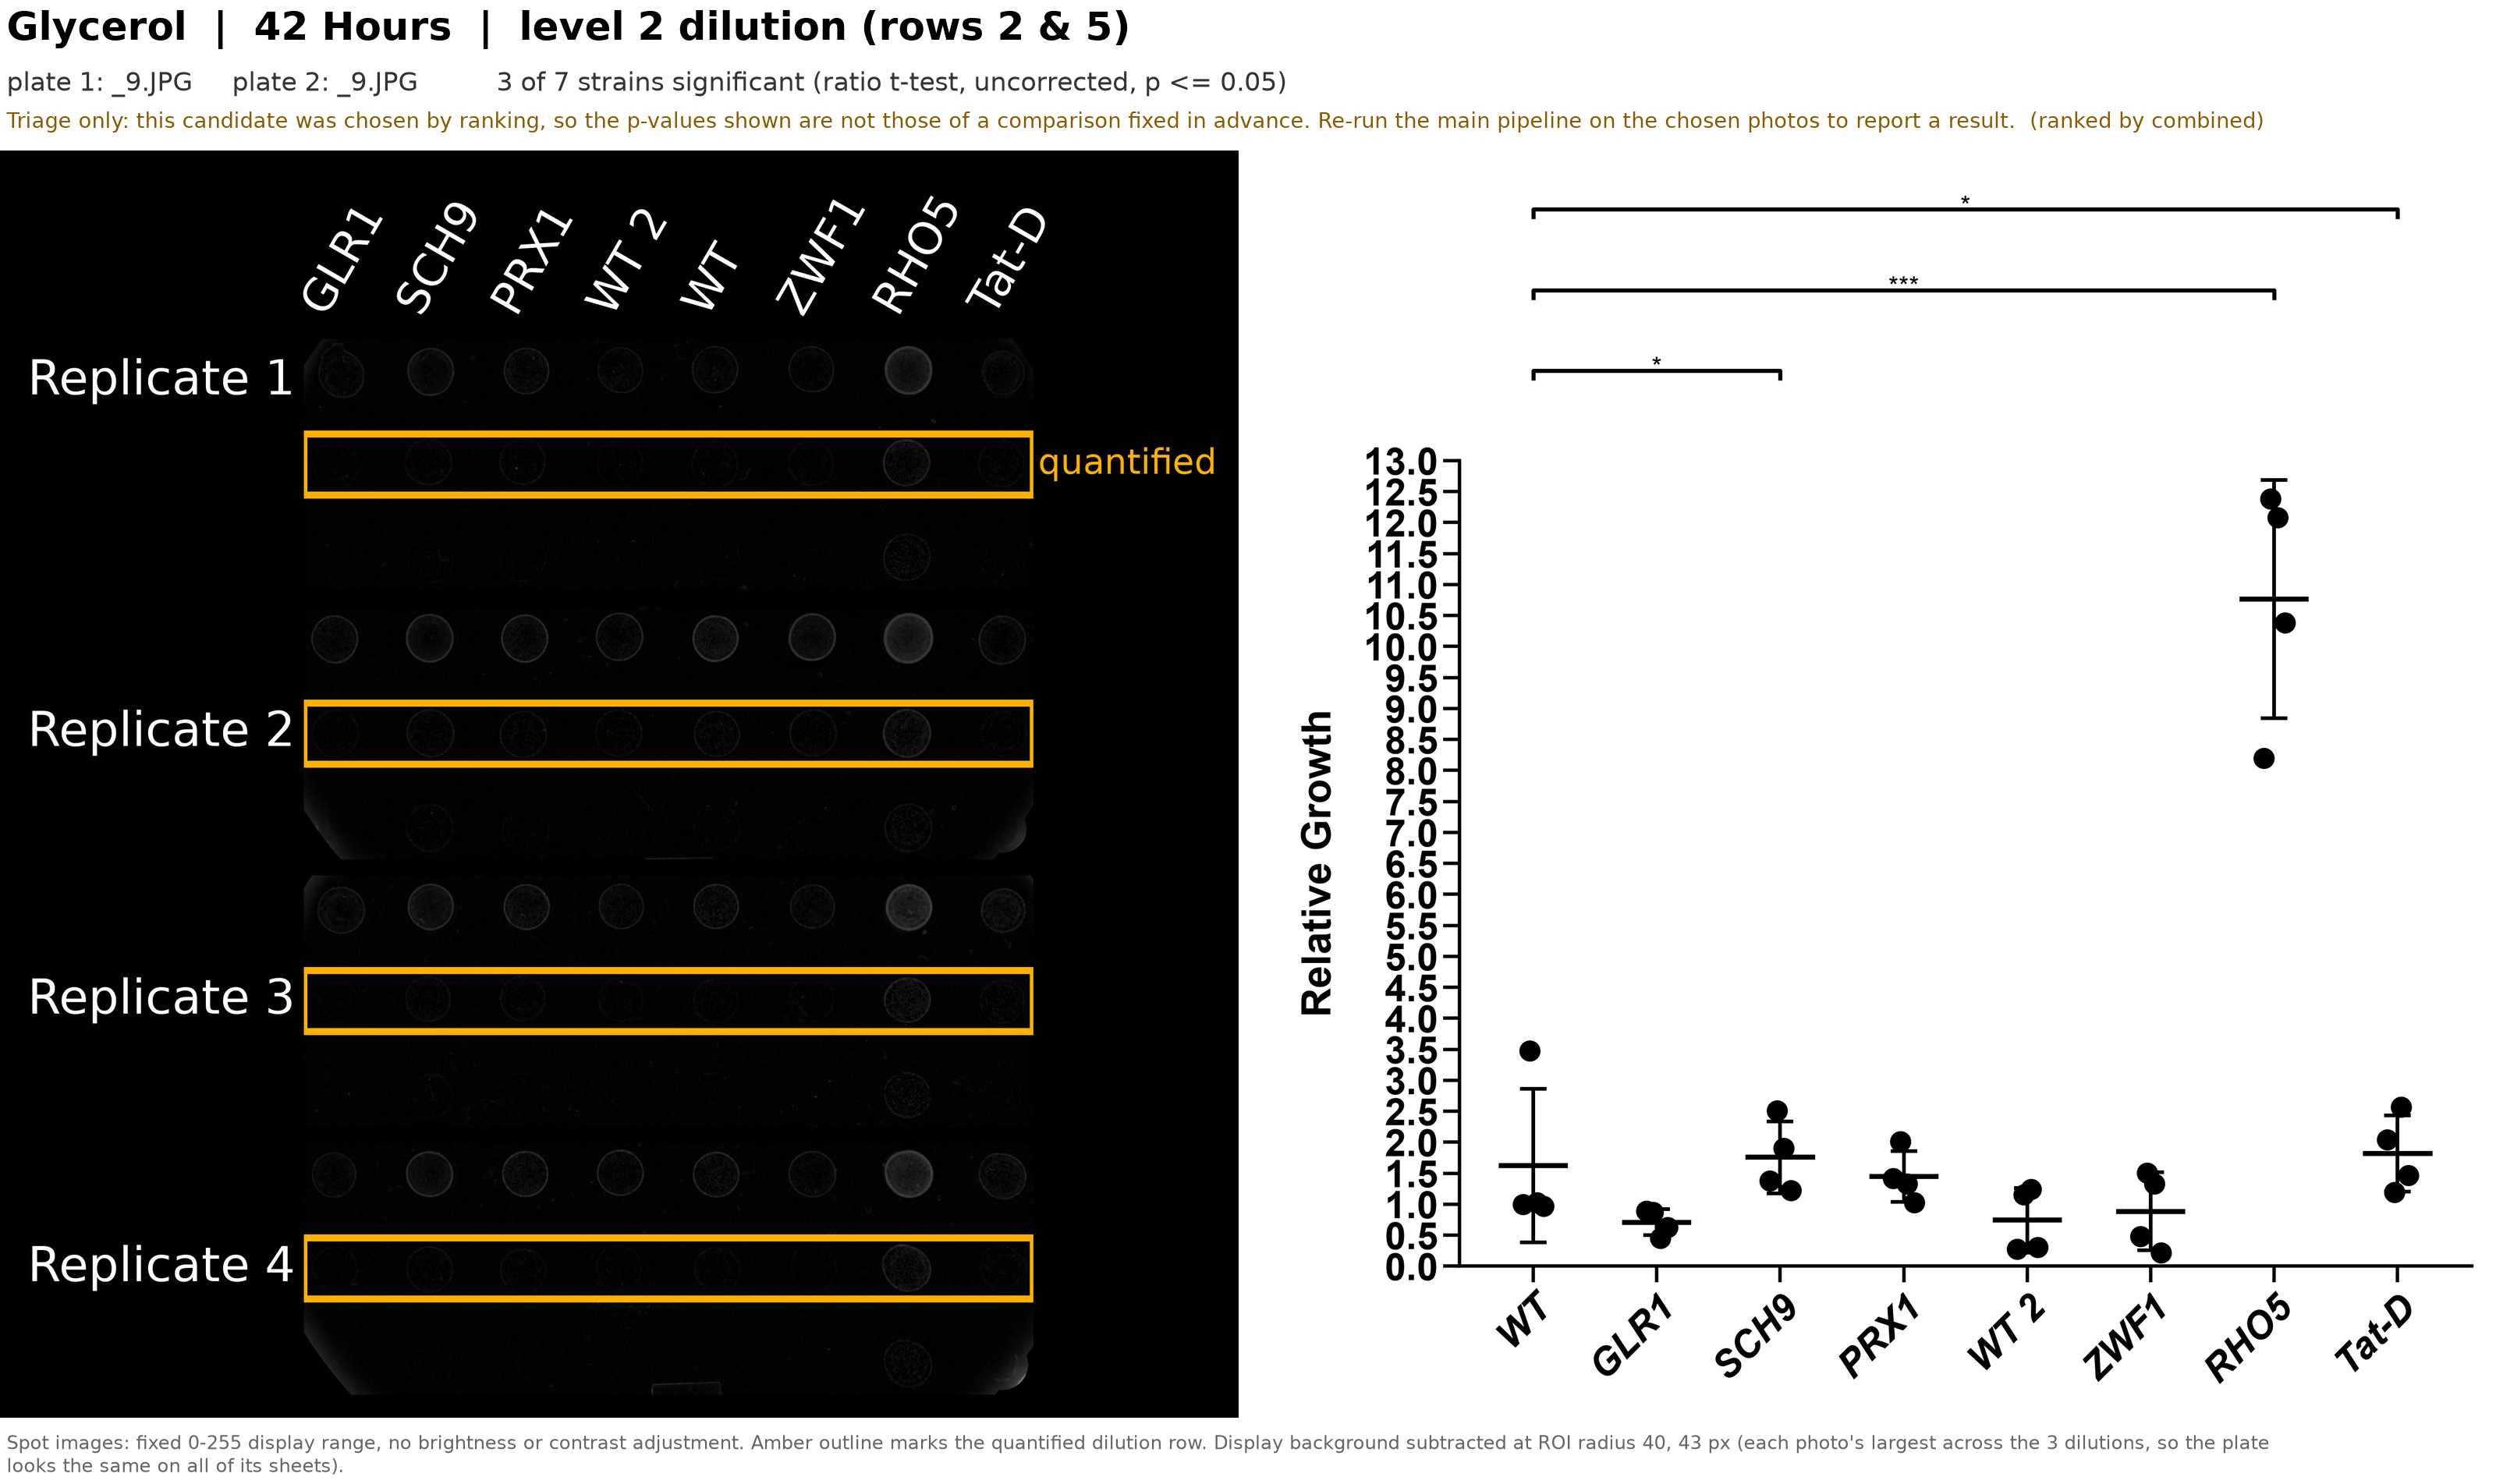 Glycerol | 42 Hours | level 2 dilution (rows 2 & 5)
plate 1: _9.JPG plate 2: _9.JPG 3 of 7 strains significant (ratio t-test, uncorrected, p <= 0.05)
Triage only: this candidate was chosen by ranking, so the p-values shown are not those of a comparison fixed in advance. Re-run the main pipeline on the chosen photos to report a result. (ranked by combined)
GLR1 SCH9 PRX1 WT 2 WT ZWF1 RHO5 Tat-D
Replicate 1
quantified
Replicate 2
Replicate 3
Replicate 4
*
***
*
13.0
12.5
12.0
11.5
11.0
10.5
10.0
9.5
9.0
8.5
8.0
7.5
7.0
6.5
6.0
5.5
5.0
4.5
4.0
3.5
3.0
2.5
2.0
1.5
1.0
0.5
0.0
Relative Growth
WT GLR1 SCH9 PRX1 WT 2 ZWF1 RHO5 Tat-D
Spot images: fixed 0-255 display range, no brightness or contrast adjustment. Amber outline marks the quantified dilution row. Display background subtracted at ROI radius 40, 43 px (each photo's largest across the 3 dilutions, so the plate
looks the same on all of its sheets).